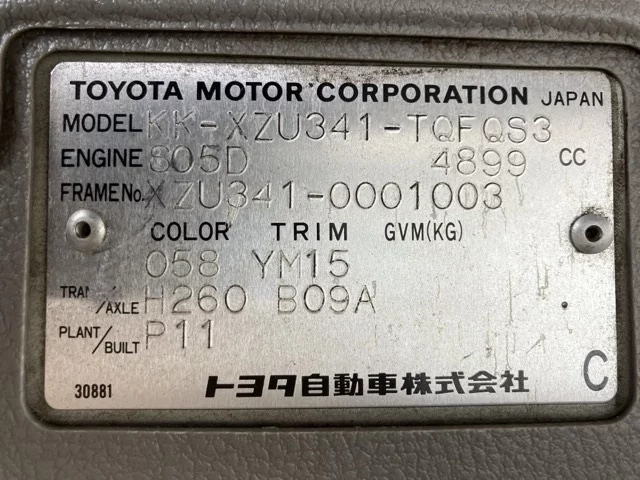 TOYOTA MOTOR CORPORATION JAPAN
MODEL KK-XZU341-TQFQS3
ENGINE S05D 4899 CC
FRAME No. XZU341-0001003
COLOR TRIM GVM(KG)
058 YM15
TRAN/AXLE H260 B09A
PLANT/BUILT P11
30881 トヨタ自動車株式会社 C